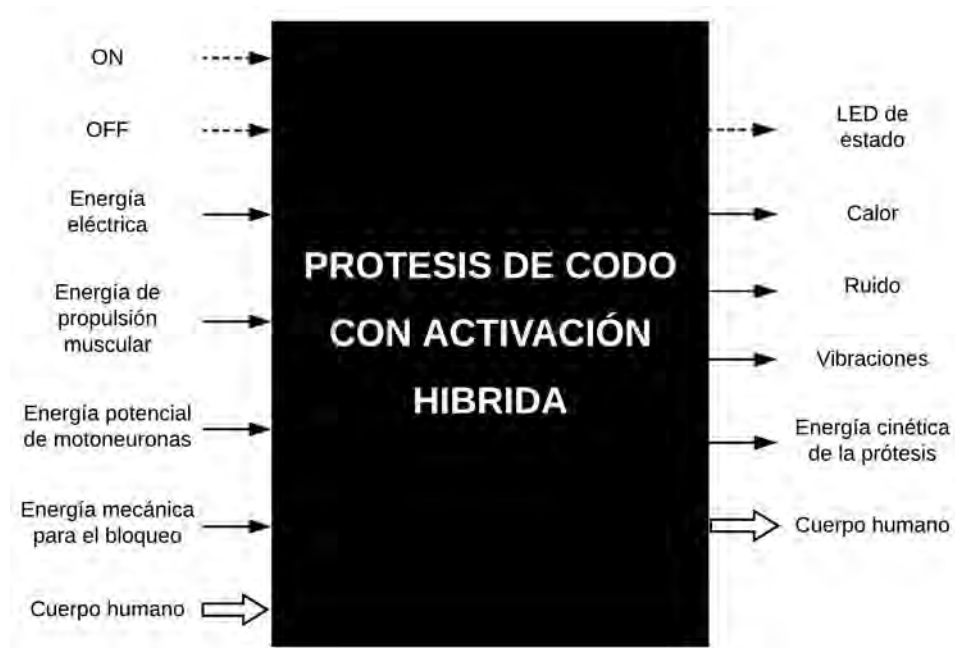 ON
OFF
Energía
eléctrica
Energía de
propulsión
muscular
Energía potencial
de motoneuronas
Energía mecánica
para el bloqueo
Cuerpo humano
PROTESIS DE CODO
CON ACTIVACIÓN
HIBRIDA
LED de
estado
Calor
Ruido
Vibraciones
Energía cinética
de la prótesis
Cuerpo humano